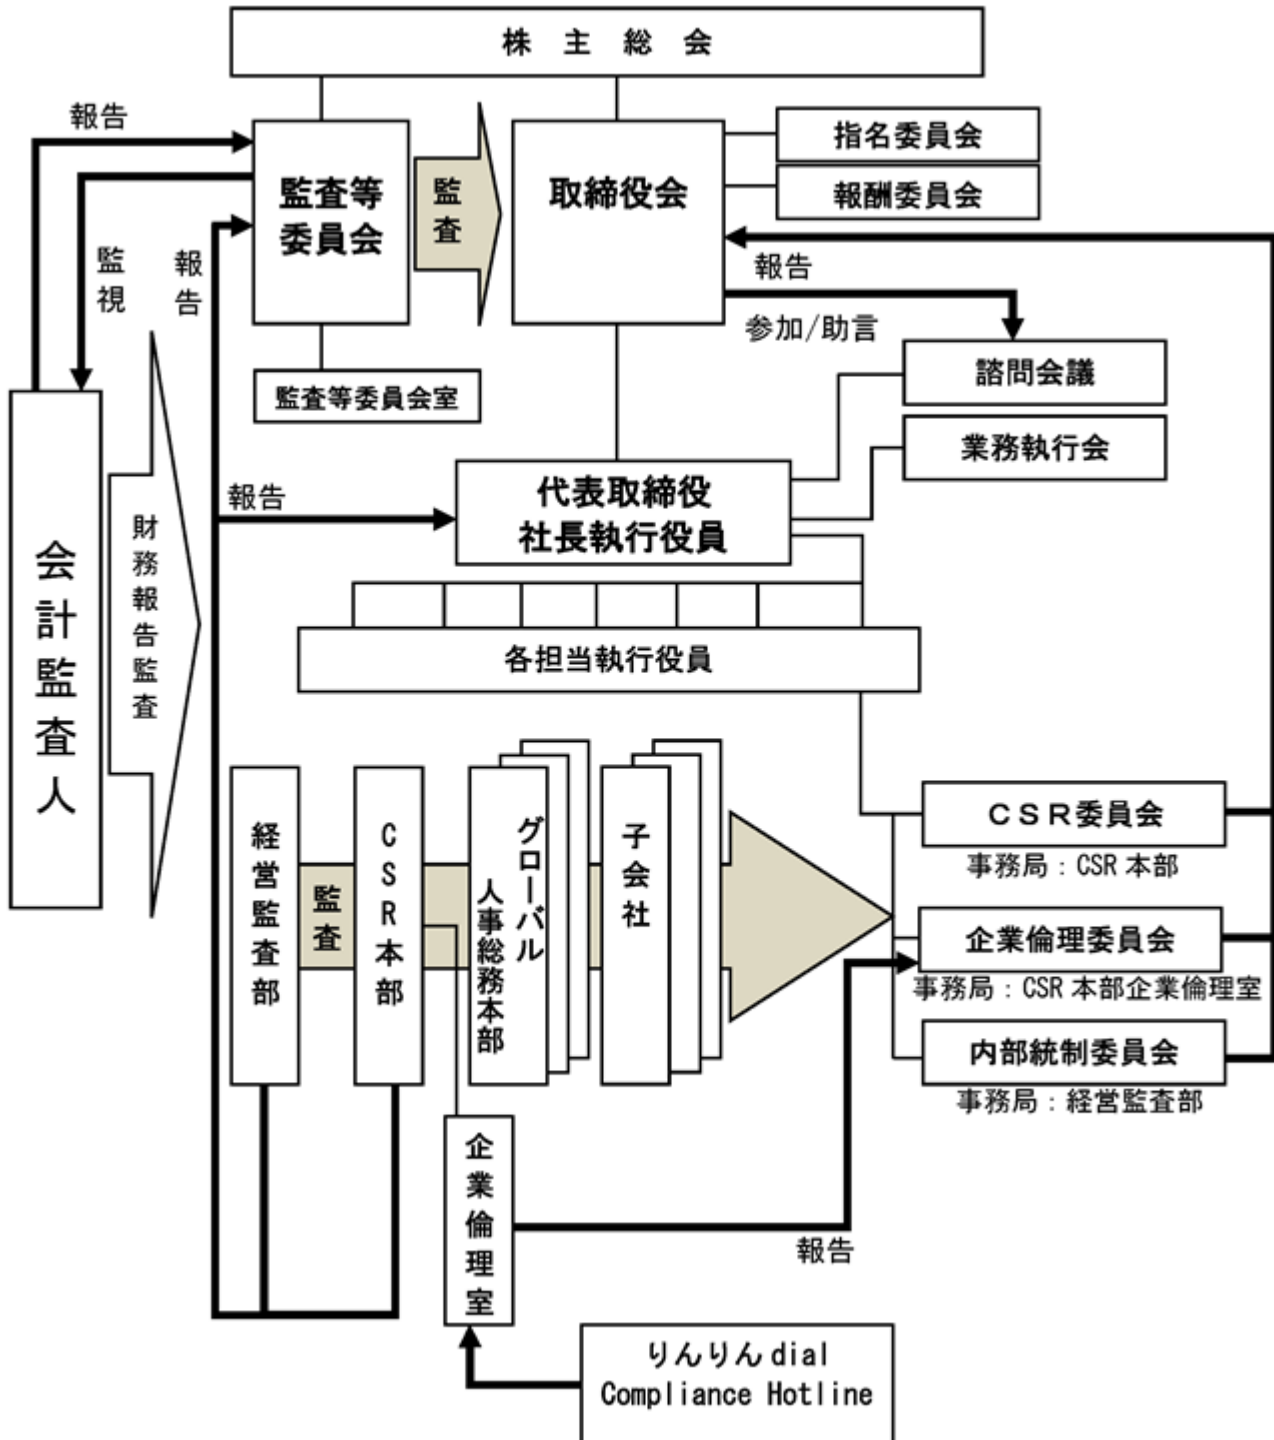 株主総会
報告
監査等
委員会
監査
取締役会
指名委員会
報酬委員会
監視
報告
報告
参加/助言
諮問会議
監査等委員会室
業務執行会
報告
代表取締役
社長執行役員
会計監査人
財務報告監査
各担当執行役員
経営監査部
監査
CSR本部
グローバル
人事総務本部
子会社
CSR委員会
事務局：CSR本部
企業倫理委員会
事務局：CSR本部企業倫理室
内部統制委員会
事務局：経営監査部
企業倫理室
報告
りんりんdial
Compliance Hotline